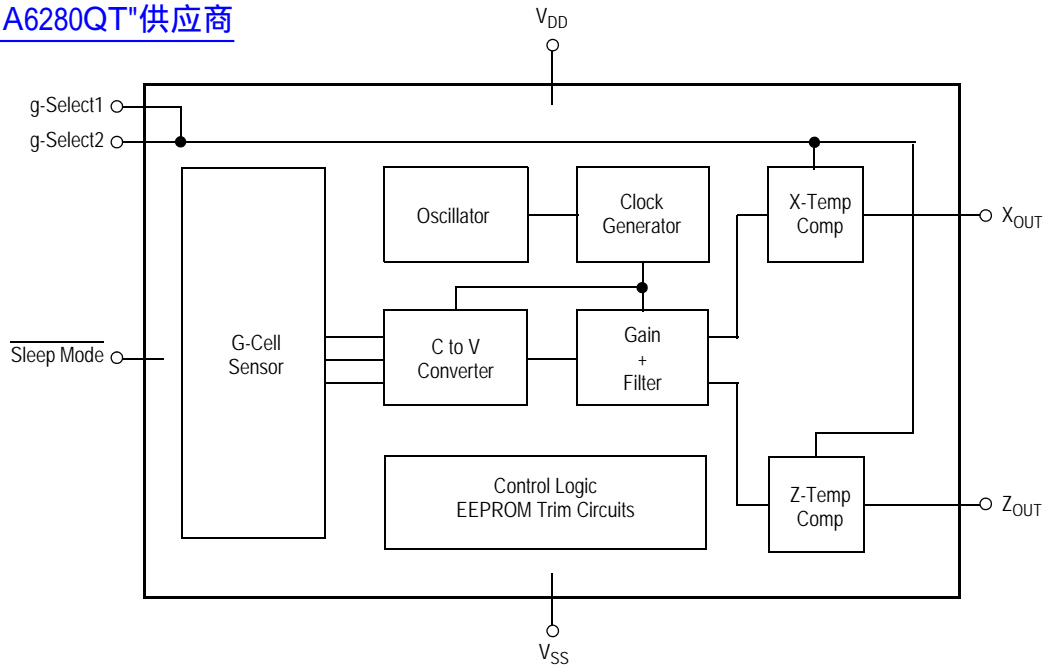 A6280QT"供应商
VDD
g-Select1
g-Select2
Oscillator
Clock
Generator
X-Temp
Comp
XOUT
Sleep Mode
G-Cell
Sensor
C to V
Converter
Gain
+
Filter
Control Logic
EEPROM Trim Circuits
Z-Temp
Comp
ZOUT
VSS